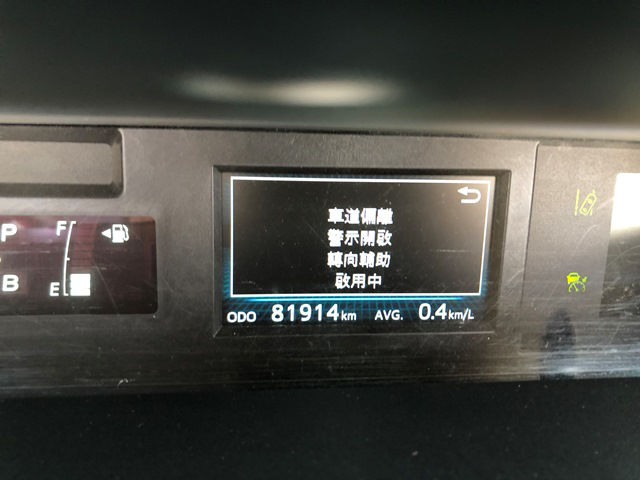 車道偏離
警示開啟
轉向輔助
啟用中
ODO 81914 km AVG. 0.4 km/L
P
B
F
E